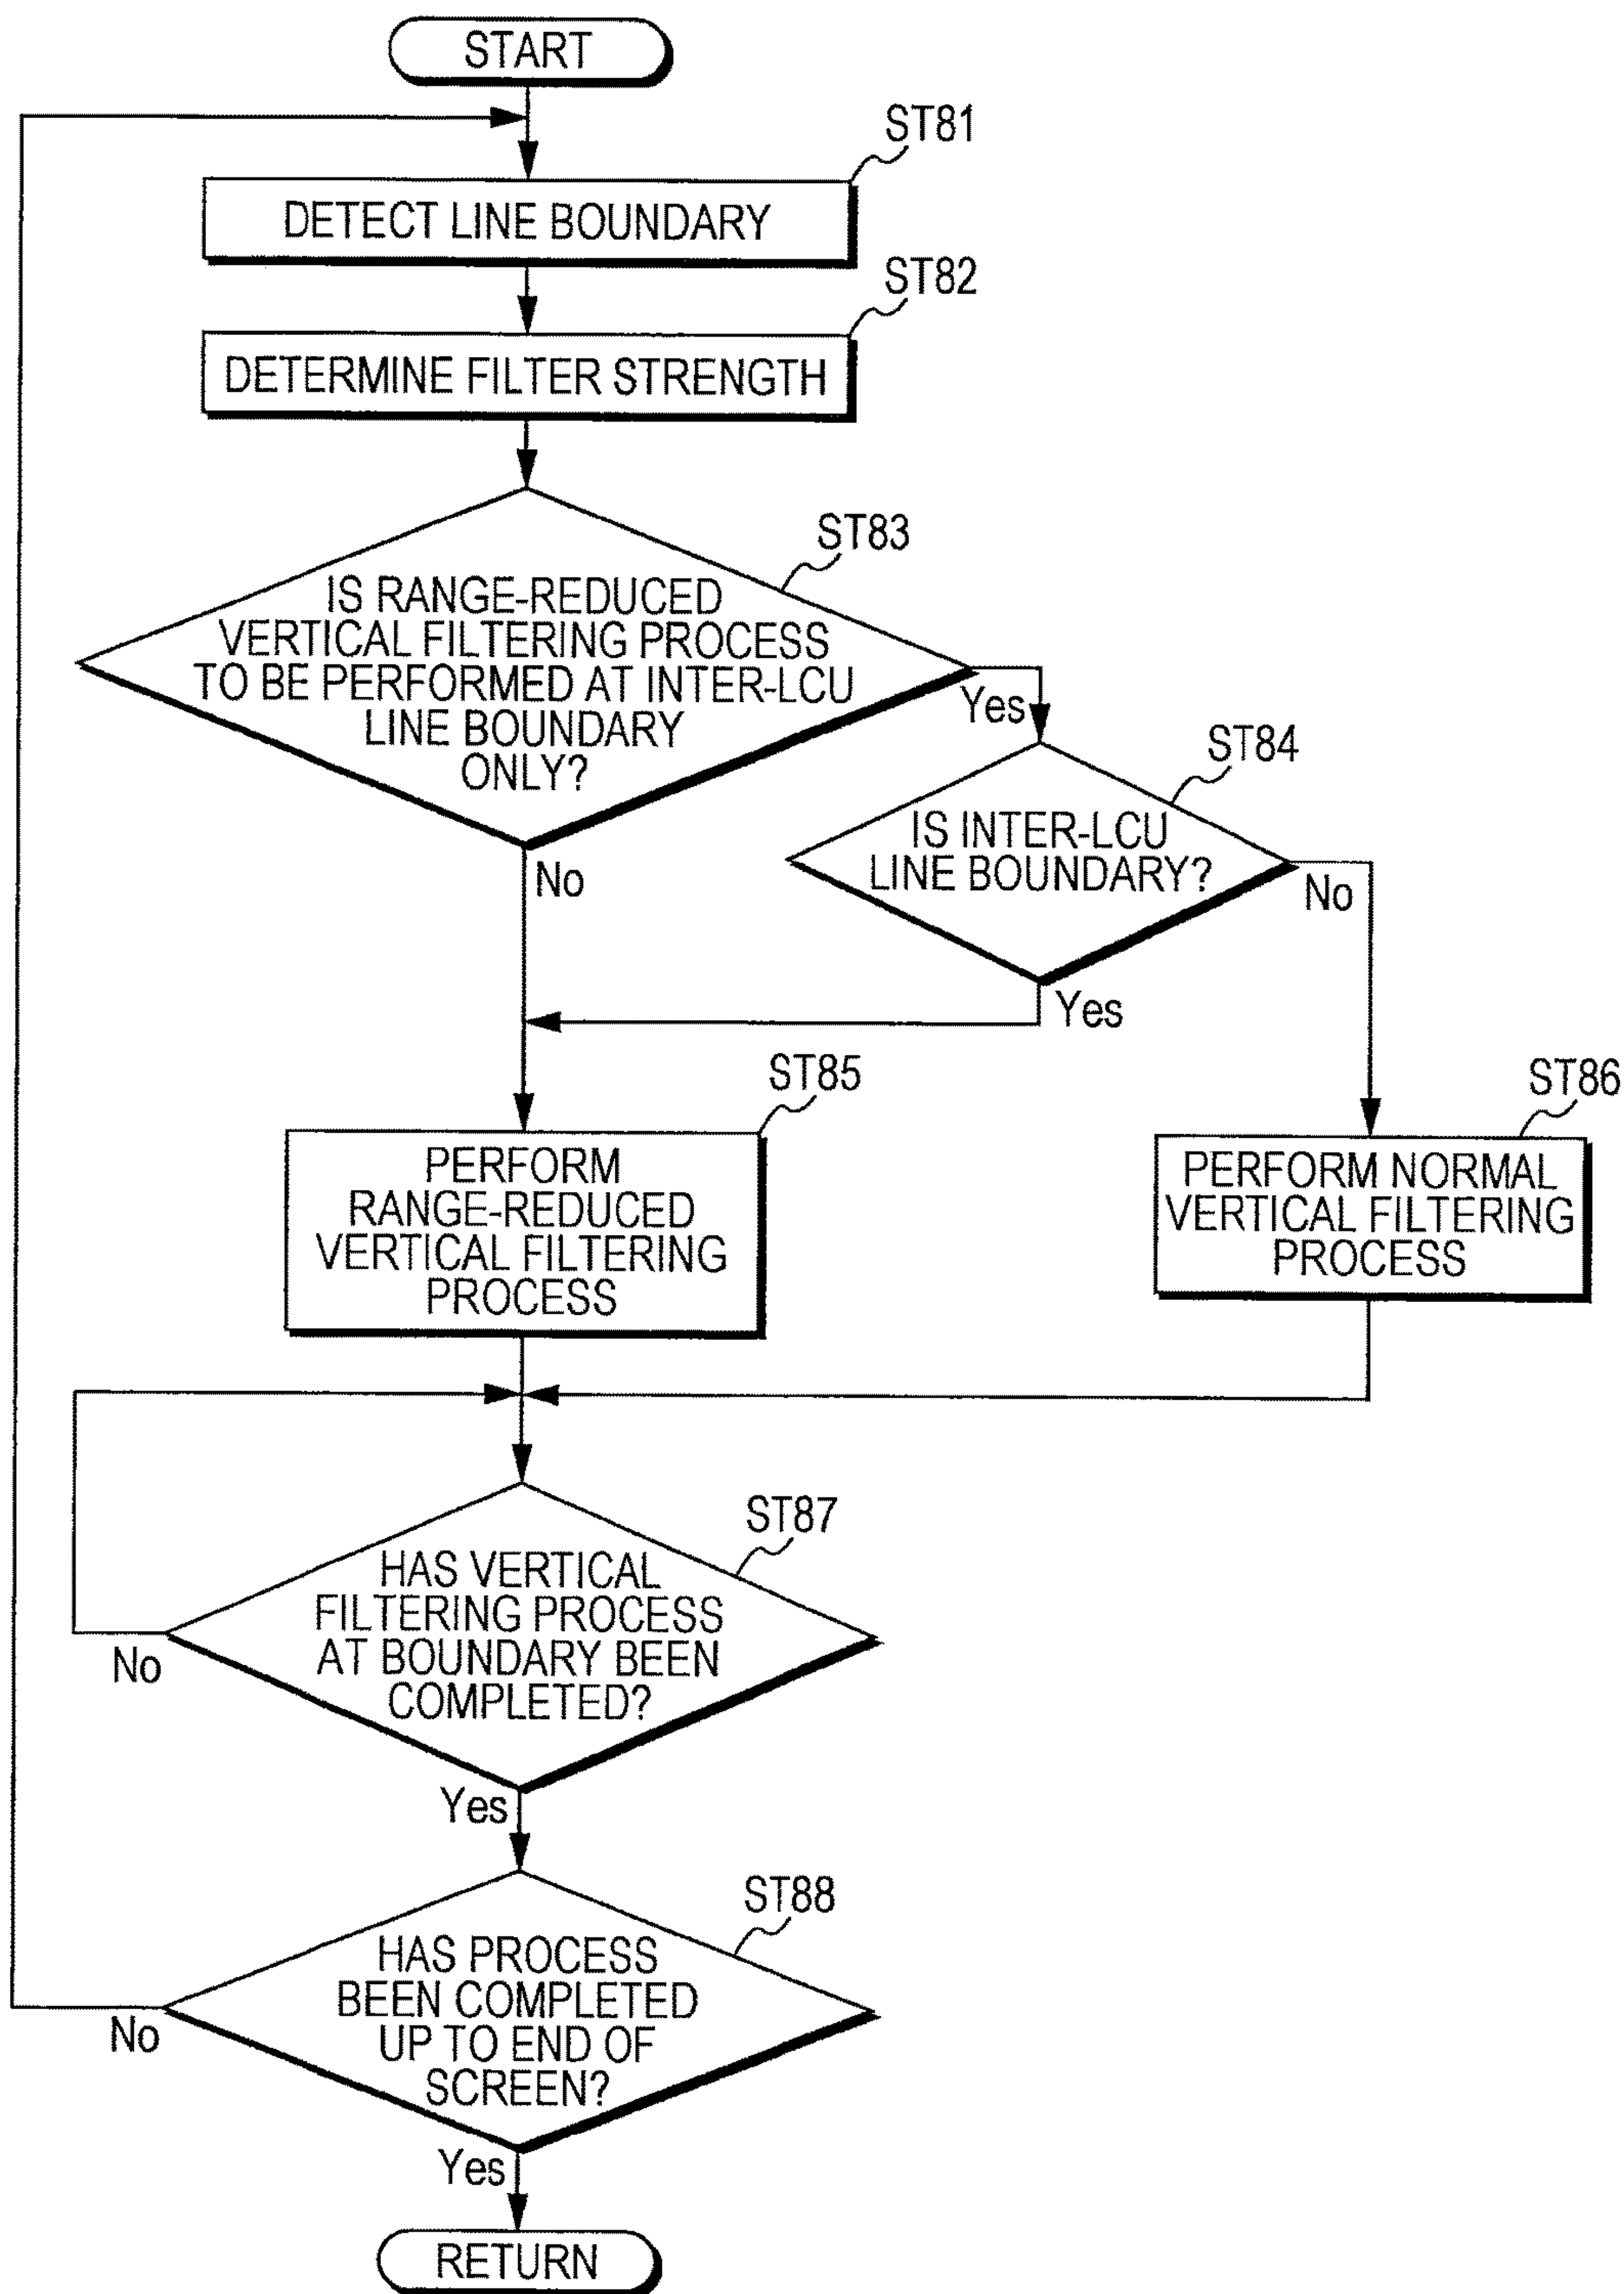 START
ST81
DETECT LINE BOUNDARY
ST82
DETERMINE FILTER STRENGTH
ST83
IS RANGE-REDUCED
VERTICAL FILTERING PROCESS
TO BE PERFORMED AT INTER-LCU
LINE BOUNDARY
ONLY?
Yes
No
ST84
IS INTER-LCU
LINE BOUNDARY?
No
Yes
ST85
PERFORM
RANGE-REDUCED
VERTICAL FILTERING
PROCESS
ST86
PERFORM NORMAL
VERTICAL FILTERING
PROCESS
ST87
HAS VERTICAL
FILTERING PROCESS
AT BOUNDARY BEEN
COMPLETED?
No
Yes
ST88
HAS PROCESS
BEEN COMPLETED
UP TO END OF
SCREEN?
No
Yes
RETURN